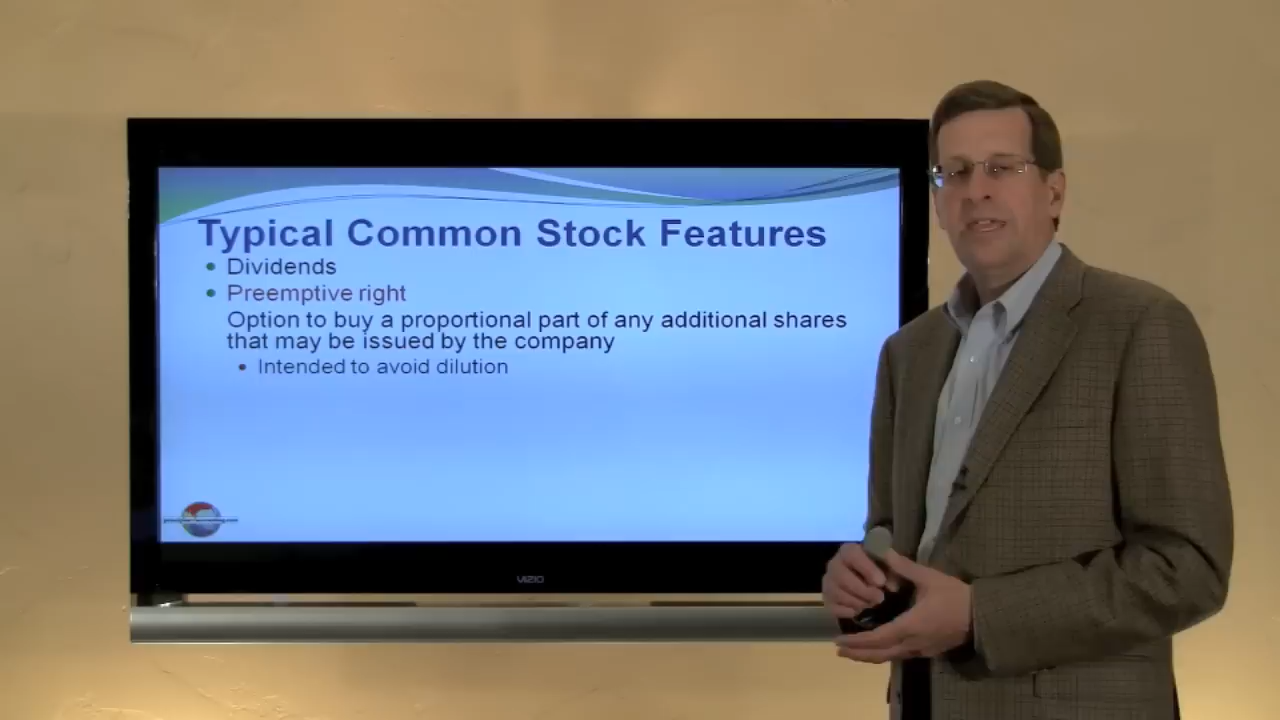 Typical Common Stock Features
• Dividends
• Preemptive right
Option to buy a proportional part of any additional shares
that may be issued by the company
• Intended to avoid dilution
VIZIO